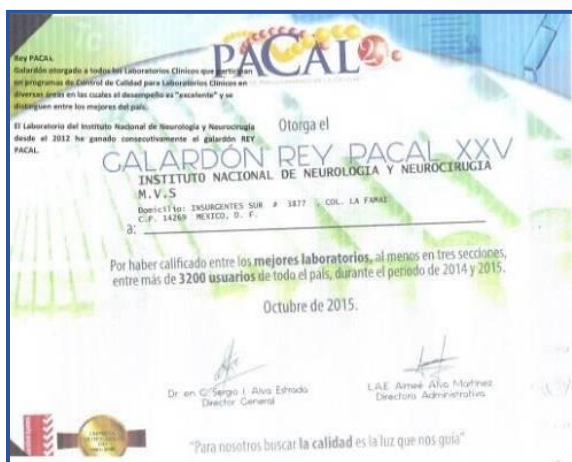 PACAL
Rey PACAL
Galardón otorgado a todos los Laboratorios Clínicos que participan
en programas de Control de Calidad para Laboratorios Clínicos en
diversas áreas en las cuales el desempeño es "excelente" y se
distinguen entre los mejores del país.
El Laboratorio del Instituto Nacional de Neurología y Neurocirugía
desde el 2012 ha ganado consecutivamente el galardón REY
PACAL.
Otorga el
GALARDÓN REY PACAL XXV
INSTITUTO NACIONAL DE NEUROLOGIA Y NEUROCIRUGIA
M.V.S
Domicilio: INSURGENTES SUR # 3877 , COL. LA FAMAI
C.P. 14269 MEXICO, D. F.
a:
Por haber calificado entre los mejores laboratorios, al menos en tres secciones,
entre más de 3200 usuarios de todo el país, durante el periodo de 2014 y 2015.
Octubre de 2015.
Dr. en C. Sergio I. Alva Estrada
Director General
LAE Aimeé Alva Martínez
Directora Administrativa
"Para nosotros buscar la calidad es la luz que nos guía"